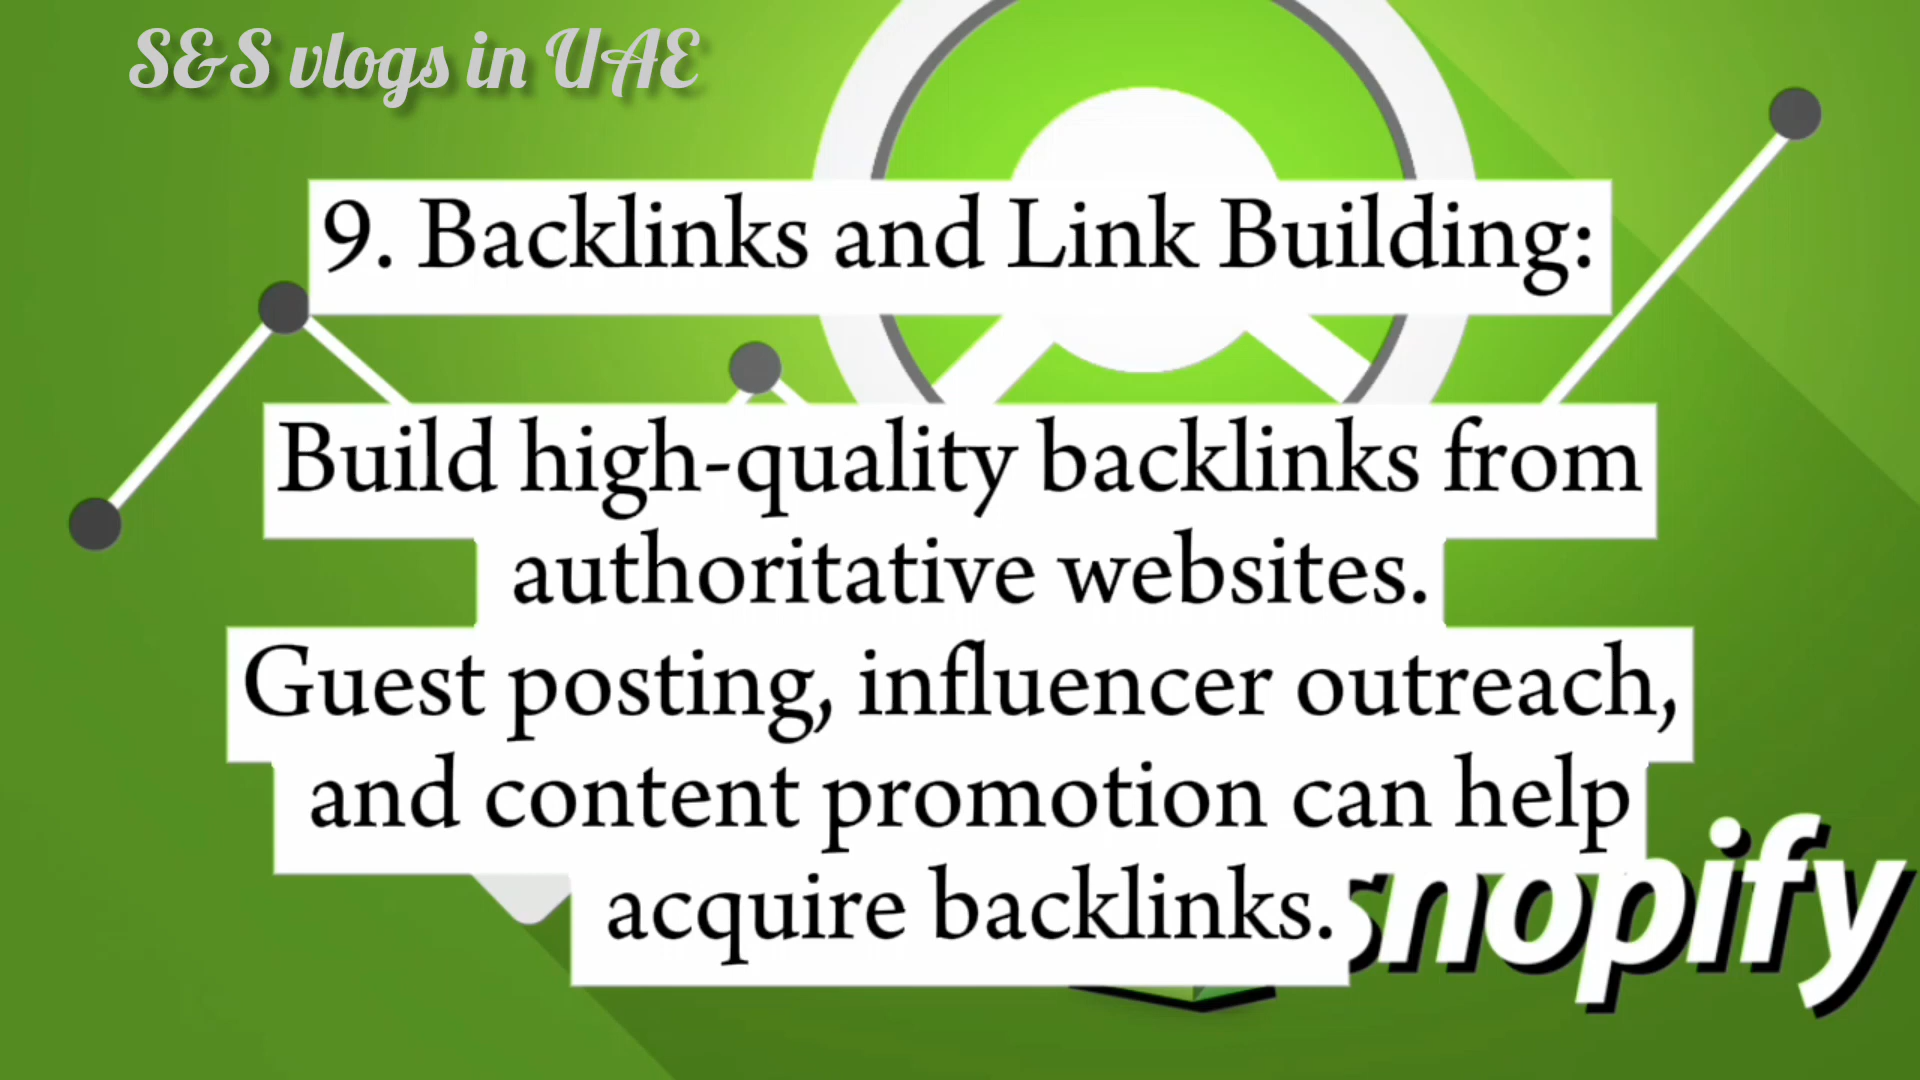 S&S vlogs in UAE
9. Backlinks and Link Building:
Build high-quality backlinks from
authoritative websites.
Guest posting, influencer outreach,
and content promotion can help
acquire backlinks.
shopify